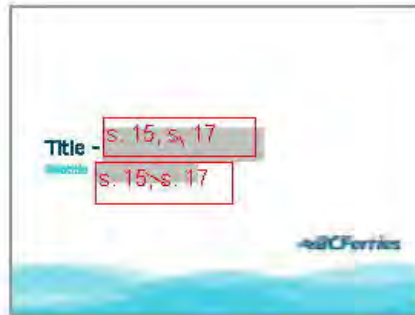 Title - s. 15, s. 17
s. 15, s. 17
BCFerries